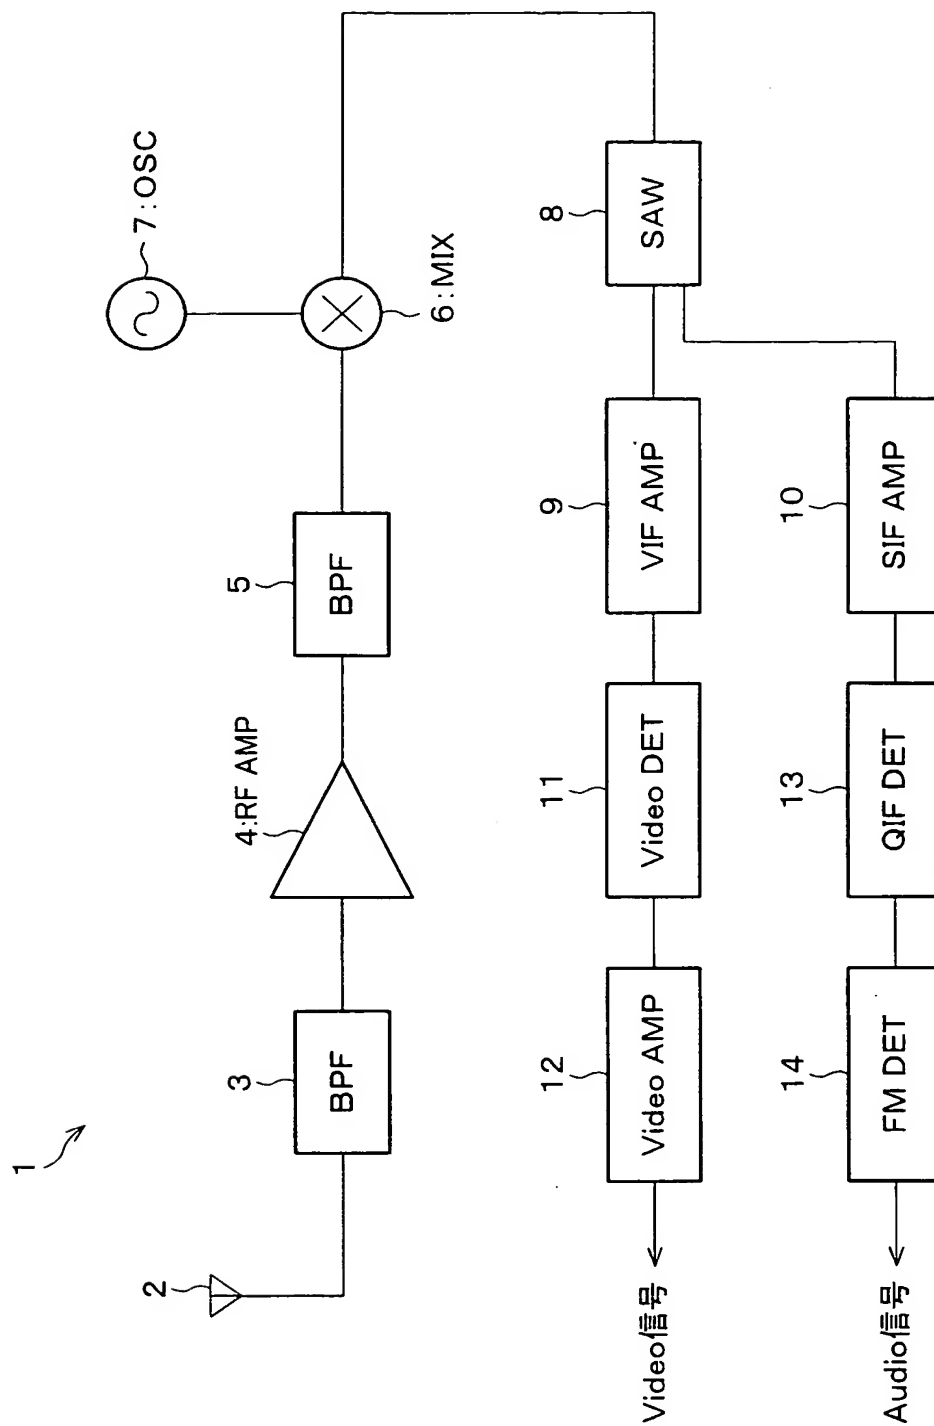 1
2
3
BPF
4:RF AMP
5
BPF
6:MIX
7:OSC
8
SAW
9
VIF AMP
11
Video DET
12
Video AMP
Video信号
10
SIF AMP
13
QIF DET
14
FM DET
Audio信号